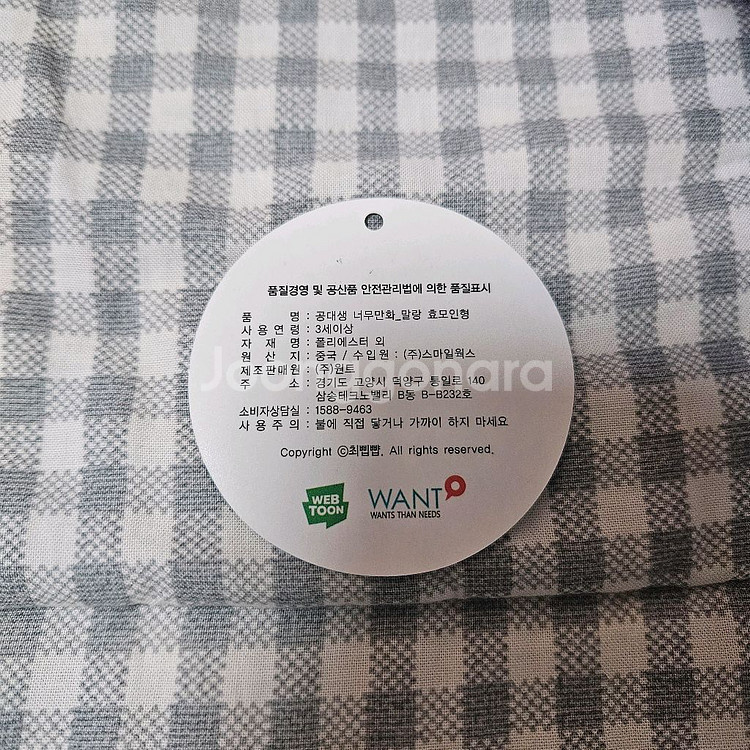 품질경영 및 공산품 안전관리법에 의한 품질표시
품 명 : 공대생 너무만화_말랑 효모인형
사 용 연 령 : 3세이상
자 재 명 : 폴리에스터 외
원 산 지 : 중국 / 수입원 : (주)스마일웍스
제조판매원 : (주)원트
주 소 : 경기도 고양시 덕양구 통일로 140
삼송테크노밸리 B동 B-B232호
소비자상담실 : 1588-9463
사 용 주 의 : 불에 직접 닿거나 가까이 하지 마세요
Copyright ⓒ최삡뺩. All rights reserved.
WEB
TOON
WANT
WANTS THAN NEEDS
Joonggonara